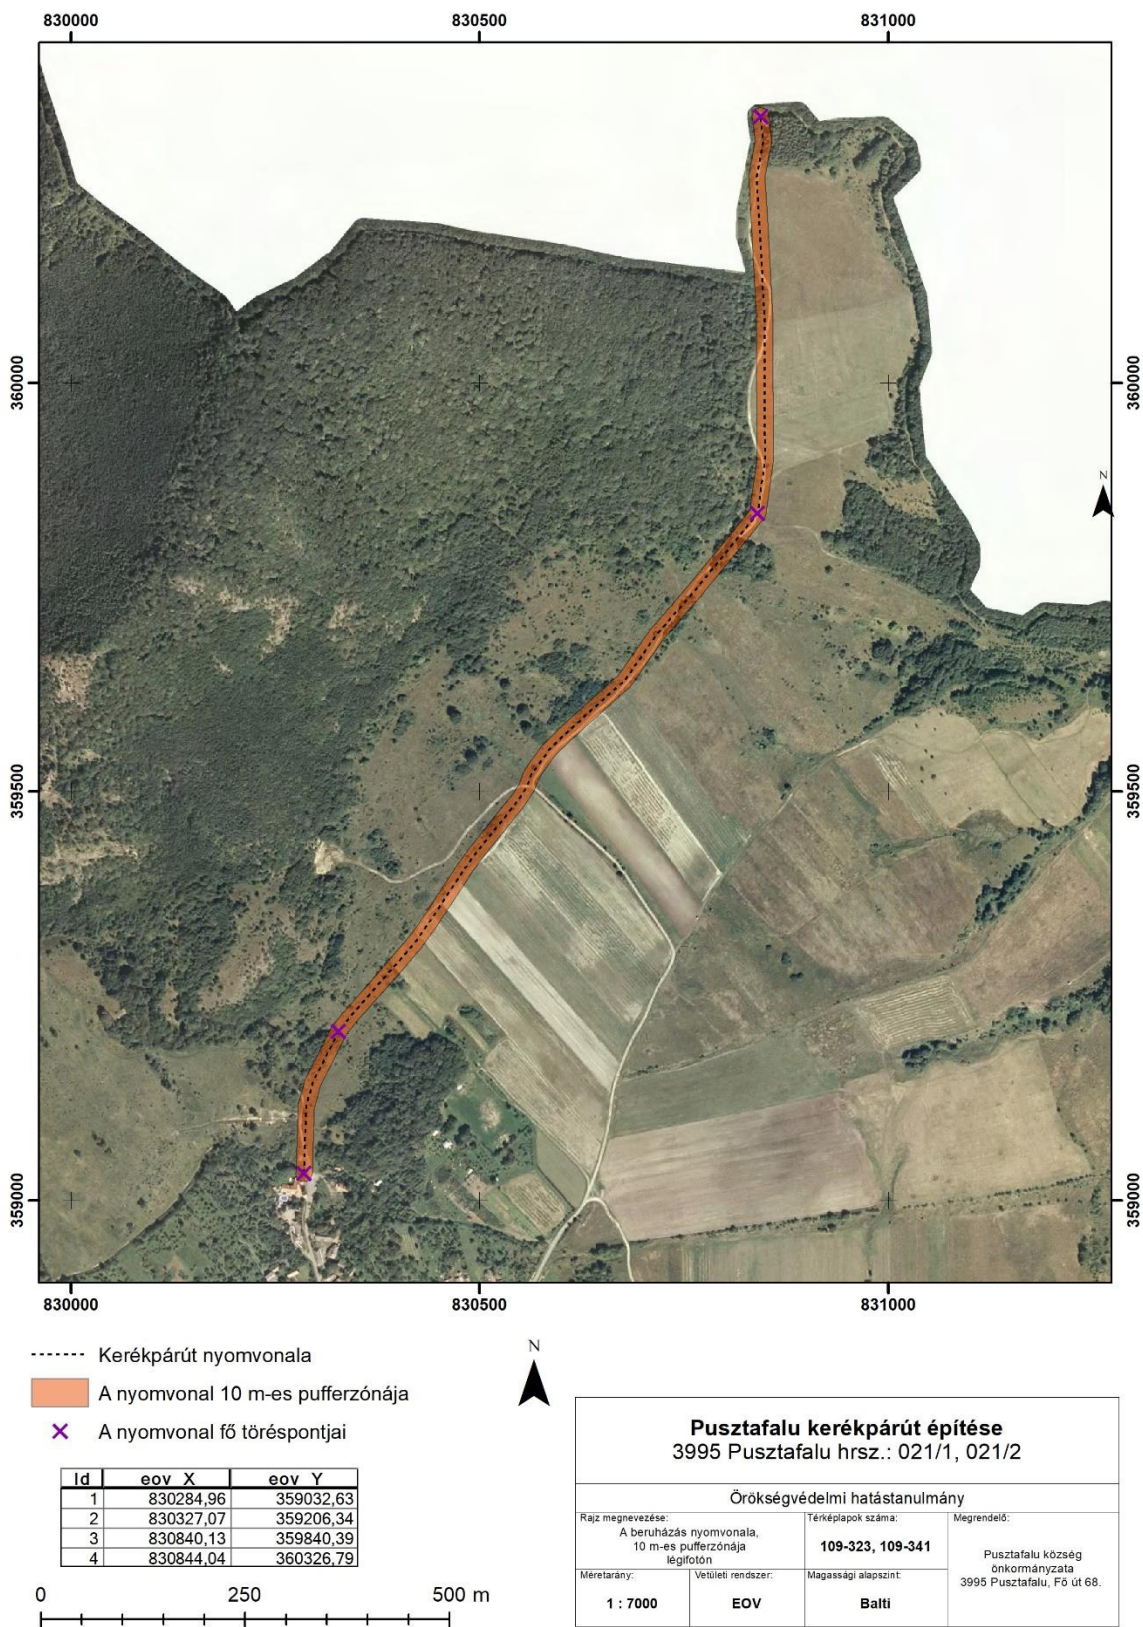 830000 830500 831000
360000 360000
N
359500 359500
359000 359000
830000 830500 831000
Kerékpárút nyomvonala
A nyomvonal 10 m-es pufferzónája
A nyomvonal fő töréspontjai
N
Id eov_X eov_Y
1 830284,96 359032,63
2 830327,07 359206,34
3 830840,13 359840,39
4 830844,04 360326,79
0 250 500 m
Pusztafalu kerékpárút építése
3995 Pusztafalu hrsz.: 021/1, 021/2
Örökségvédelmi hatástanulmány
Rajz megnevezése:
A beruházás nyomvonala,
10 m-es pufferzónája
légifotón
Térképlapok száma:
109-323, 109-341
Megrendelő:
Pusztafalu község
önkormányzata
3995 Pusztafalu, Fő út 68.
Méretarány:
1 : 7000
Vetületi rendszer:
EOV
Magassági alapszint:
Balti